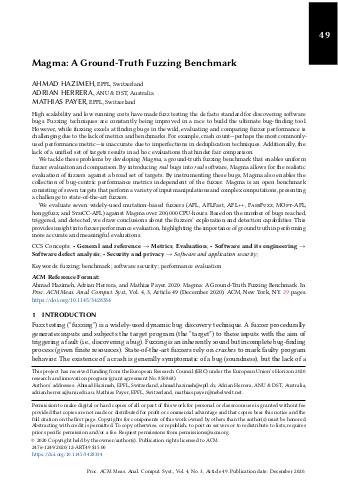 49
Magma: A Ground-Truth Fuzzing Benchmark
AHMAD HAZIMEH, EPFL, Switzerland
ADRIAN HERRERA, ANU & DST, Australia
MATHIAS PAYER, EPFL, Switzerland
High scalability and low running costs have made fuzz testing the de facto standard for discovering software
bugs. Fuzzing techniques are constantly being improved in a race to build the ultimate bug-finding tool.
However, while fuzzing excels at finding bugs in the wild, evaluating and comparing fuzzer performance is
challenging due to the lack of metrics and benchmarks. For example, crash count—perhaps the most commonly-
used performance metric—is inaccurate due to imperfections in deduplication techniques. Additionally, the
lack of a unified set of targets results in ad hoc evaluations that hinder fair comparison.
We tackle these problems by developing Magma, a ground-truth fuzzing benchmark that enables uniform
fuzzer evaluation and comparison. By introducing real bugs into real software, Magma allows for the realistic
evaluation of fuzzers against a broad set of targets. By instrumenting these bugs, Magma also enables the
collection of bug-centric performance metrics independent of the fuzzer. Magma is an open benchmark
consisting of seven targets that perform a variety of input manipulations and complex computations, presenting
a challenge to state-of-the-art fuzzers.
We evaluate seven widely-used mutation-based fuzzers (AFL, AFLFast, AFL++, FairFuzz, MOpt-AFL,
honggfuzz, and SymCC-AFL) against Magma over 200 000 CPU-hours. Based on the number of bugs reached,
triggered, and detected, we draw conclusions about the fuzzers' exploration and detection capabilities. This
provides insight into fuzzer performance evaluation, highlighting the importance of ground truth in performing
more accurate and meaningful evaluations.
CCS Concepts: • General and reference → Metrics; Evaluation; • Software and its engineering →
Software defect analysis; • Security and privacy → Software and application security;
Keywords: fuzzing; benchmark; software security; performance evaluation
ACM Reference Format:
Ahmad Hazimeh, Adrian Herrera, and Mathias Payer. 2020. Magma: A Ground-Truth Fuzzing Benchmark. In
Proc. ACM Meas. Anal. Comput. Syst., Vol. 4, 3, Article 49 (December 2020). ACM, New York, NY. 29 pages.
https://doi.org/10.1145/3428334
1 INTRODUCTION
Fuzz testing ("fuzzing") is a widely-used dynamic bug discovery technique. A fuzzer procedurally
generates inputs and subjects the target program (the "target") to these inputs with the aim of
triggering a fault (i.e., discovering a bug). Fuzzing is an inherently sound but incomplete bug-finding
process (given finite resources). State-of-the-art fuzzers rely on crashes to mark faulty program
behavior. The existence of a crash is generally symptomatic of a bug (soundness), but the lack of a
This project has received funding from the European Research Council (ERC) under the European Union's Horizon 2020
research and innovation program (grant agreement No. 850868).
Authors' addresses: Ahmad Hazimeh, EPFL, Switzerland, ahmad.hazimeh@epfl.ch; Adrian Herrera, ANU & DST, Australia,
adrian.herrera@anu.edu.au; Mathias Payer, EPFL, Switzerland, mathias.payer@nebelwelt.net.
Permission to make digital or hard copies of all or part of this work for personal or classroom use is granted without fee
provided that copies are not made or distributed for profit or commercial advantage and that copies bear this notice and the
full citation on the first page. Copyrights for components of this work owned by others than the author(s) must be honored.
Abstracting with credit is permitted. To copy otherwise, or republish, to post on servers or to redistribute to lists, requires
prior specific permission and/or a fee. Request permissions from permissions@acm.org.
© 2020 Copyright held by the owner/author(s). Publication rights licensed to ACM.
2476-1249/2020/12-ART49 $15.00
https://doi.org/10.1145/3428334
Proc. ACM Meas. Anal. Comput. Syst., Vol. 4, No. 3, Article 49. Publication date: December 2020.